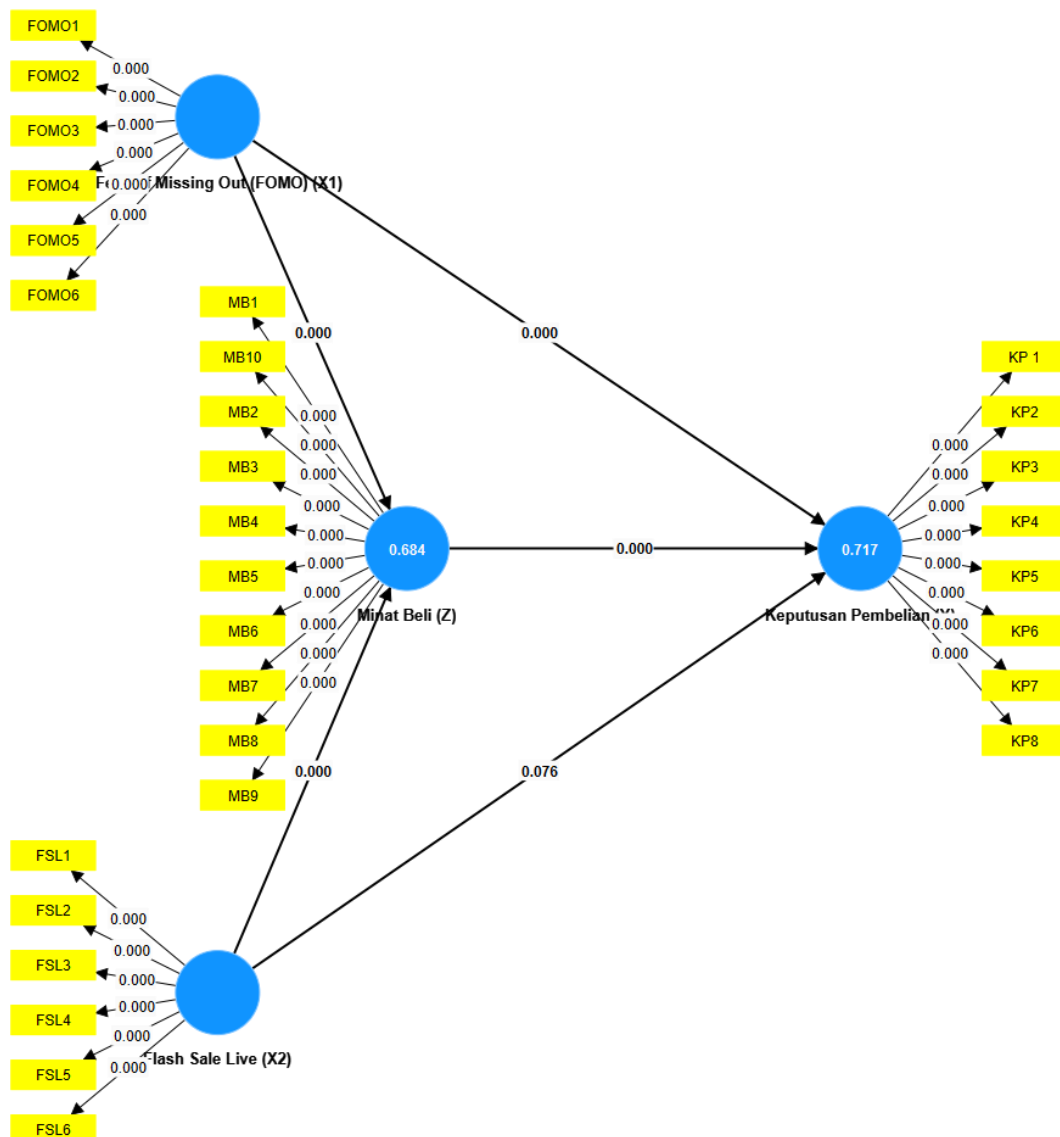 FOMO1
FOMO2
FOMO3
FOMO4
FOMO5
FOMO6
0.000
0.000
0.000
0.000
0.000
0.000
Missing Out (FOMO) (X1)
0.000
0.000
MB1
MB10
MB2
MB3
MB4
MB5
MB6
MB7
MB8
MB9
0.000
0.000
0.000
0.000
0.000
0.000
0.000
0.000
0.000
0.000
0.684
Minat Beli (Z)
0.000
0.717
Keputusan Pembelian
KP 1
KP2
KP3
KP4
KP5
KP6
KP7
KP8
0.000
0.000
0.000
0.000
0.000
0.000
0.000
0.000
0.000
0.076
FSL1
FSL2
FSL3
FSL4
FSL5
FSL6
0.000
0.000
0.000
0.000
0.000
0.000
Flash Sale Live (X2)